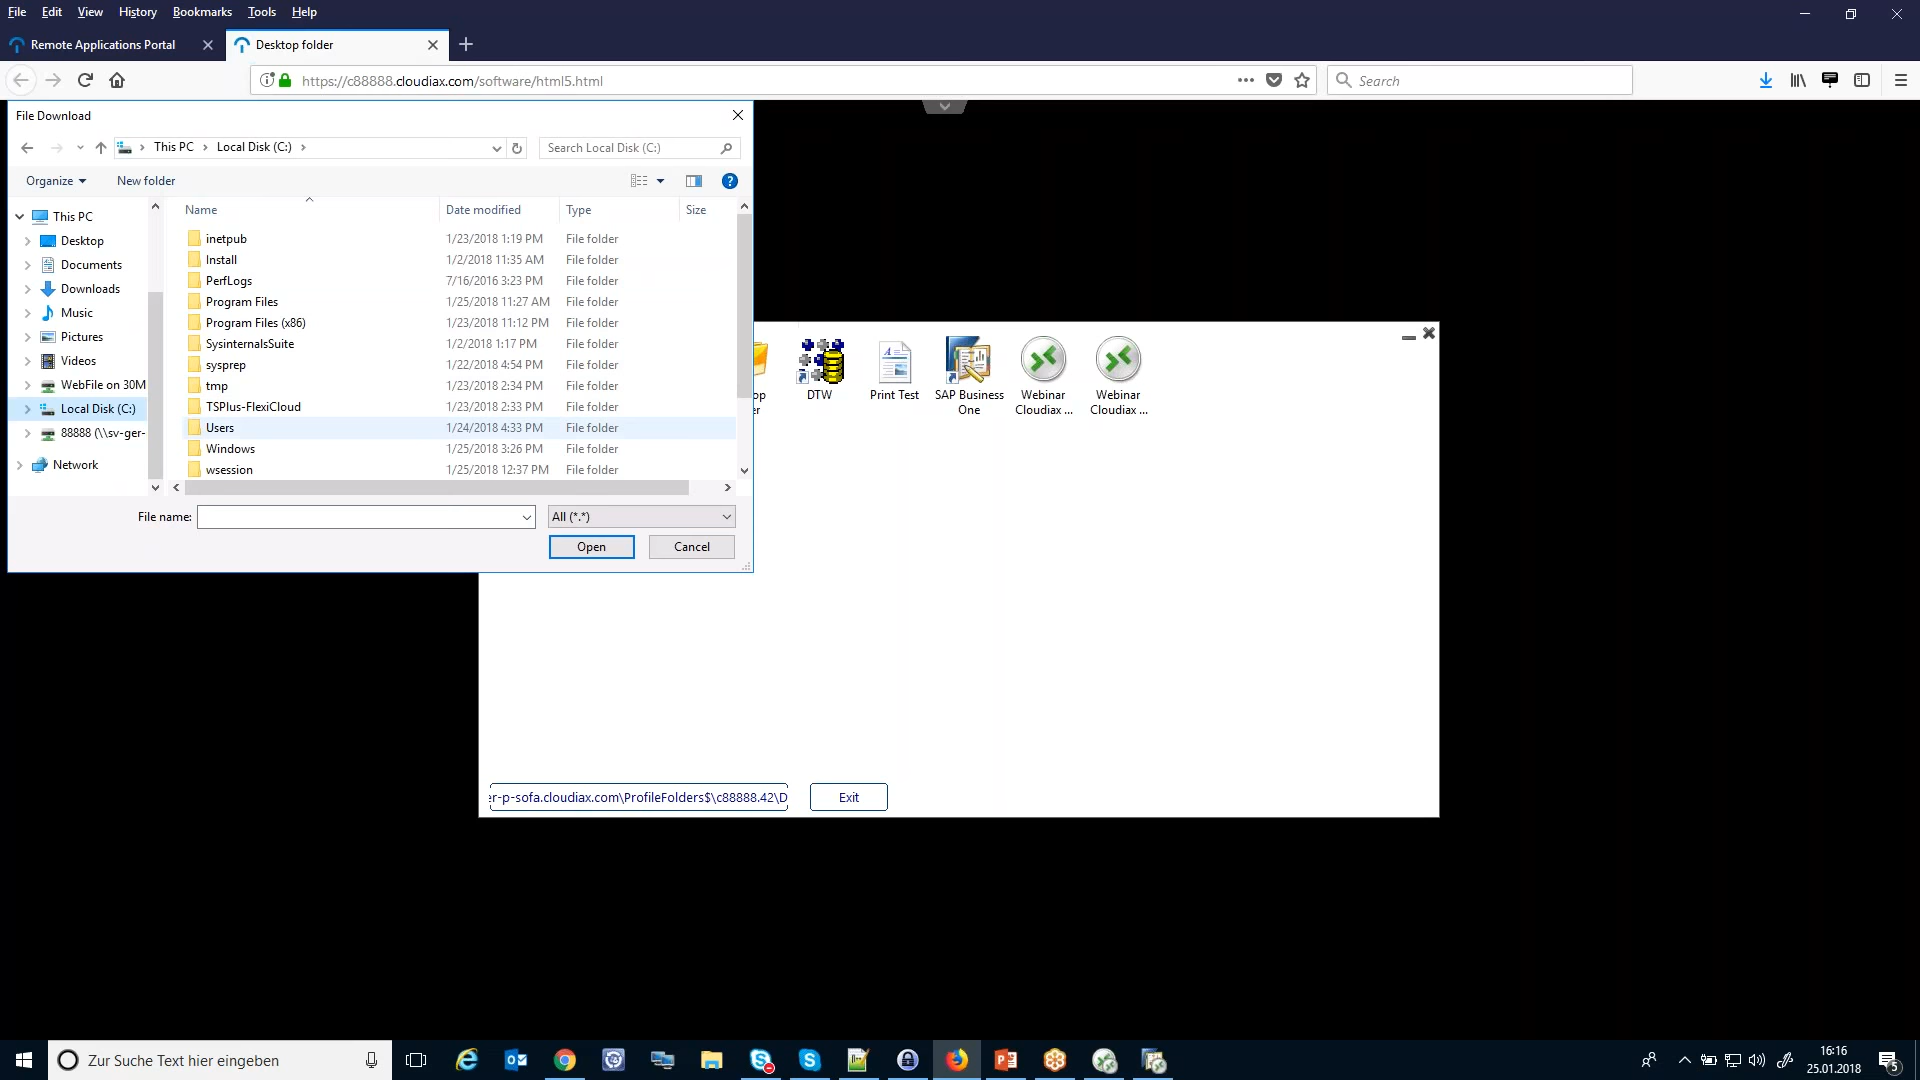 File Edit View History Bookmarks Tools Help
Remote Applications Portal
Desktop folder
https://c88888.cloudiax.com/software/html5.html
Search
File Download
This PC > Local Disk (C:) >
Search Local Disk (C:)
Organize
New folder
?
Name Date modified Type Size
This PC
Desktop
Documents
Downloads
Music
Pictures
Videos
WebFile on 30M
Local Disk (C:)
88888 (\\sv-ger-
Network
inetpub 1/23/2018 1:19 PM File folder
Install 1/2/2018 11:35 AM File folder
PerfLogs 7/16/2016 3:23 PM File folder
Program Files 1/25/2018 11:27 AM File folder
Program Files (x86) 1/23/2018 11:12 PM File folder
SysinternalsSuite 1/2/2018 1:17 PM File folder
sysprep 1/22/2018 4:54 PM File folder
tmp 1/23/2018 2:34 PM File folder
TSPlus-FlexiCloud 1/23/2018 2:33 PM File folder
Users 1/24/2018 4:33 PM File folder
Windows 1/25/2018 3:26 PM File folder
wsession 1/25/2018 12:37 PM File folder
File name:
All (*.*)
Open
Cancel
op
er
DTW
Print Test
SAP Business
One
Webinar
Cloudiax ...
Webinar
Cloudiax ...
er-p-sofa.cloudiax.com\ProfileFolders$\c88888.42\D
Exit
Zur Suche Text hier eingeben
16:16
25.01.2018
5